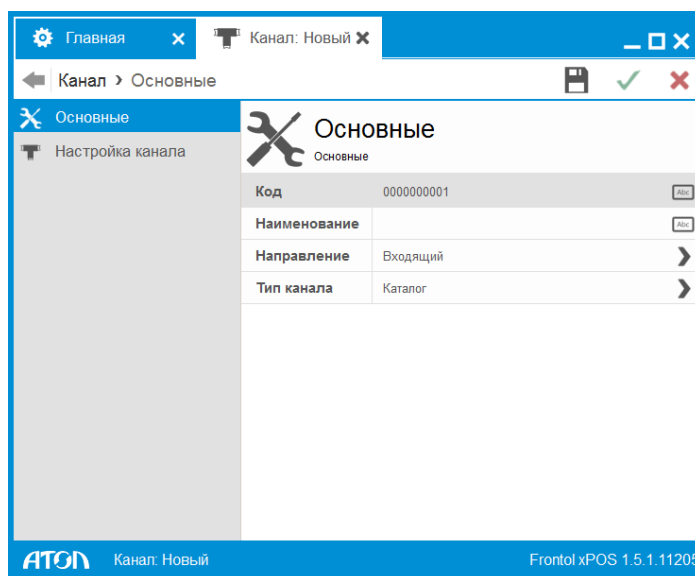 Главная
Канал: Новый
Канал > Основные
Основные
Настройка канала
Основные
Основные
Код 0000000001 Abc
Наименование Abc
Направление Входящий
Тип канала Каталог
ATOL Канал: Новый Frontol xPOS 1.5.1.11205